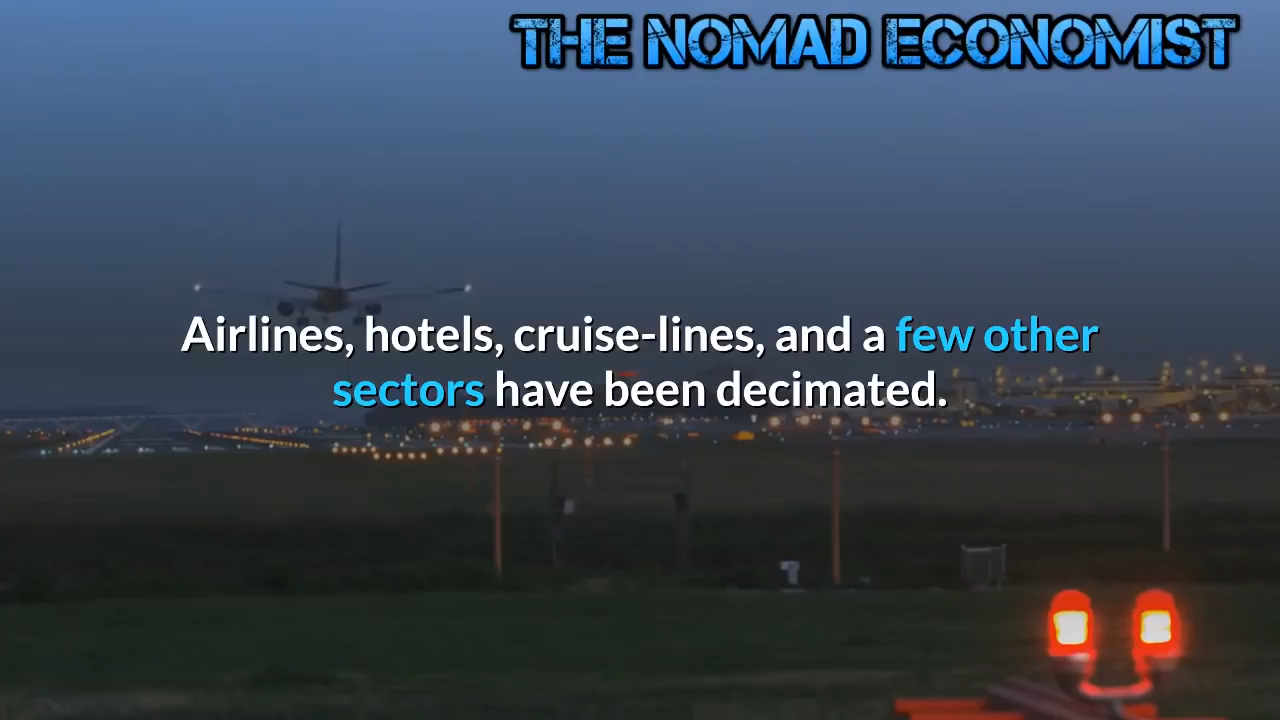 THE NOMAD ECONOMIST
Airlines, hotels, cruise-lines, and a few other
sectors have been decimated.